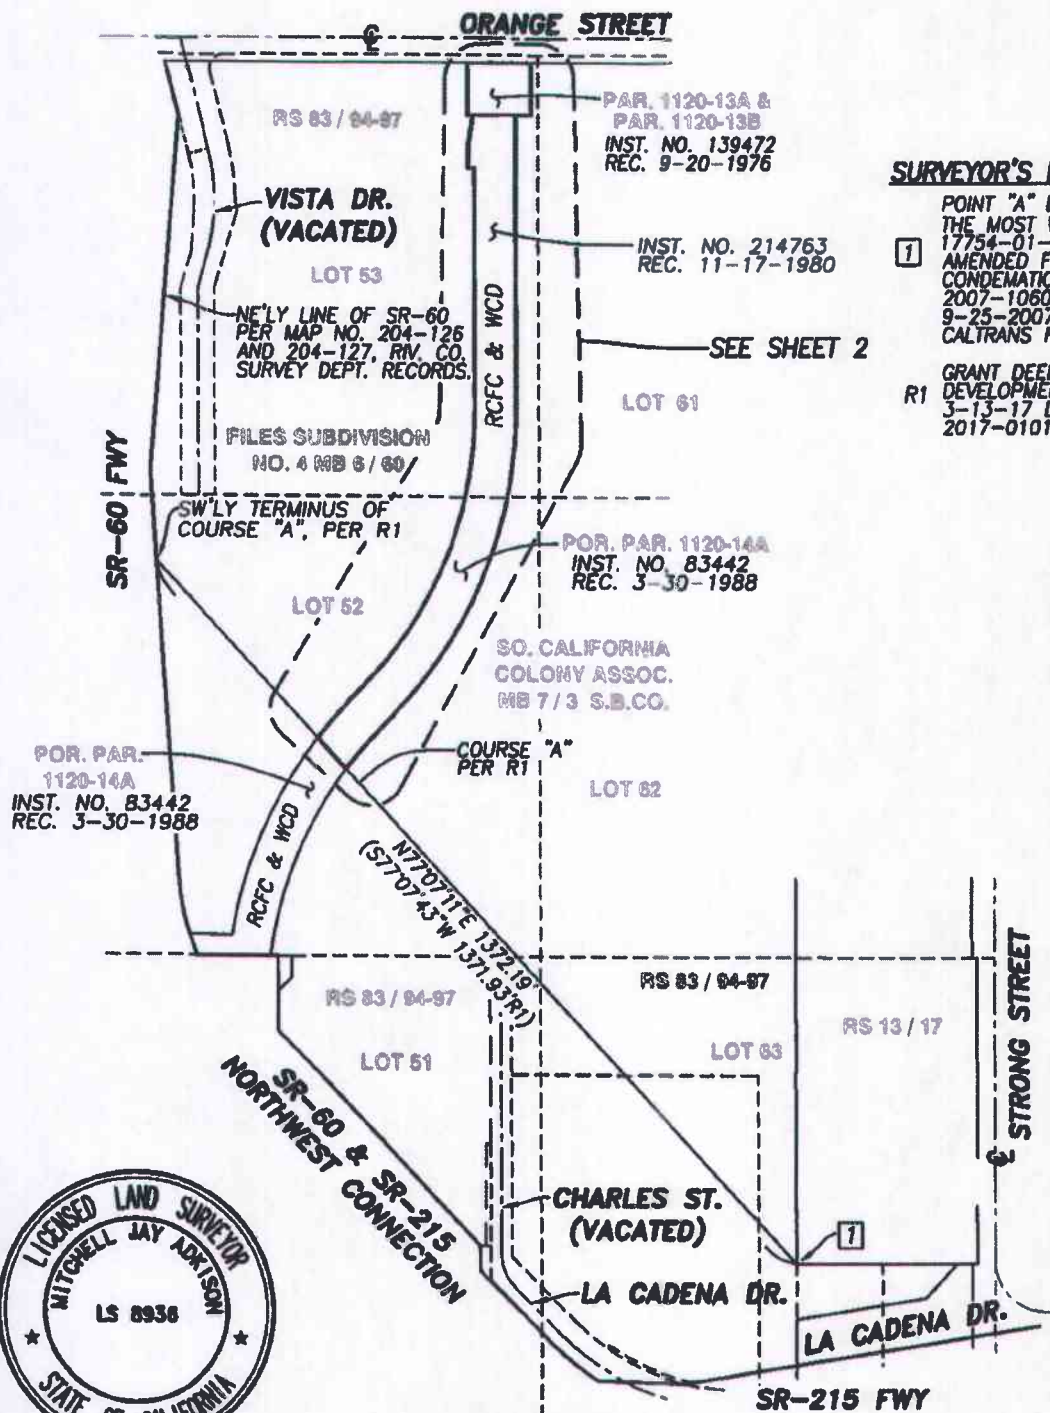 ORANGE STREET
RS 83 / 94-97
PAR. 1120-13A &
PAR. 1120-13B
INST. NO. 139472
REC. 9-20-1976
VISTA DR.
(VACATED)
INST. NO. 214763
REC. 11-17-1980
LOT 53
NE'LY LINE OF SR-60
PER MAP NO. 204-126
AND 204-127, RIV. CO.
SURVEY DEPT. RECORDS.
RCFC & WCD
SEE SHEET 2
LOT 61
SURVEYOR'S
POINT "A"
THE MOST
1
17754-01-
AMENDED
2007-1060
9-25-2007
CALTRANS
GRANT DEED
R1
DEVELOPMENT
3-13-17
2017-0101
FILES SUBDIVISION
NO. 4 MB 6 / 60
SR-60 FWY
SW'LY TERMINUS OF
COURSE "A", PER R1
POR. PAR. 1120-14A
INST. NO. 83442
REC. 3-30-1988
LOT 52
SO. CALIFORNIA
COLONY ASSOC.
MB 7 / 3 S.B.CO.
POR. PAR.
1120-14A
INST. NO. 83442
REC. 3-30-1988
COURSE "A"
PER R1
LOT 62
RCFC & WCD
N77°07'11"E 1372.19'
(S77°07'43"W 1371.93'R1)
RS 83 / 94-97
RS 83 / 94-97
RS 13 / 17
LOT 51
LOT 63
STRONG STREET
SR-60 & SR-215
NORTHWEST CONNECTION
CHARLES ST.
(VACATED)
1
LA CADENA DR.
LA CADENA DR.
SR-215 FWY
LICENSED LAND SURVEYOR
MITCHELL JAY ADKISON
LS 8936
STATE OF CALIFORNIA